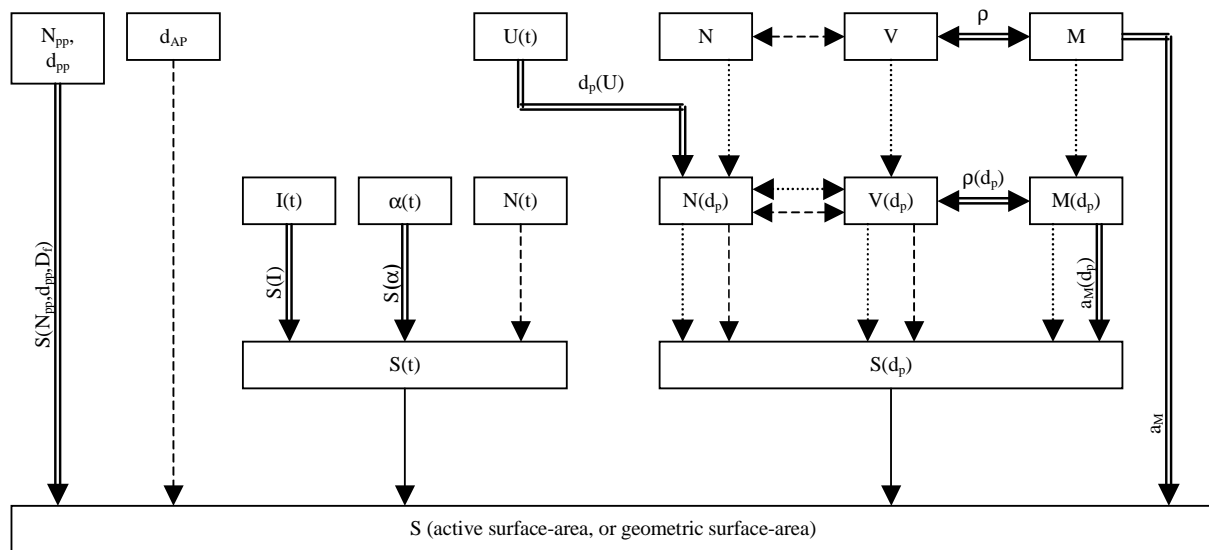 N_pp,
d_pp
d_AP
U(t)
N
V
ρ
M
d_p(U)
I(t)
α(t)
N(t)
N(d_p)
V(d_p)
ρ(d_p)
M(d_p)
S(N_pp,d_pp,D_f)
S(I)
S(α)
a_M(d_p)
S(t)
S(d_p)
a_M
S (active surface-area, or geometric surface-area)